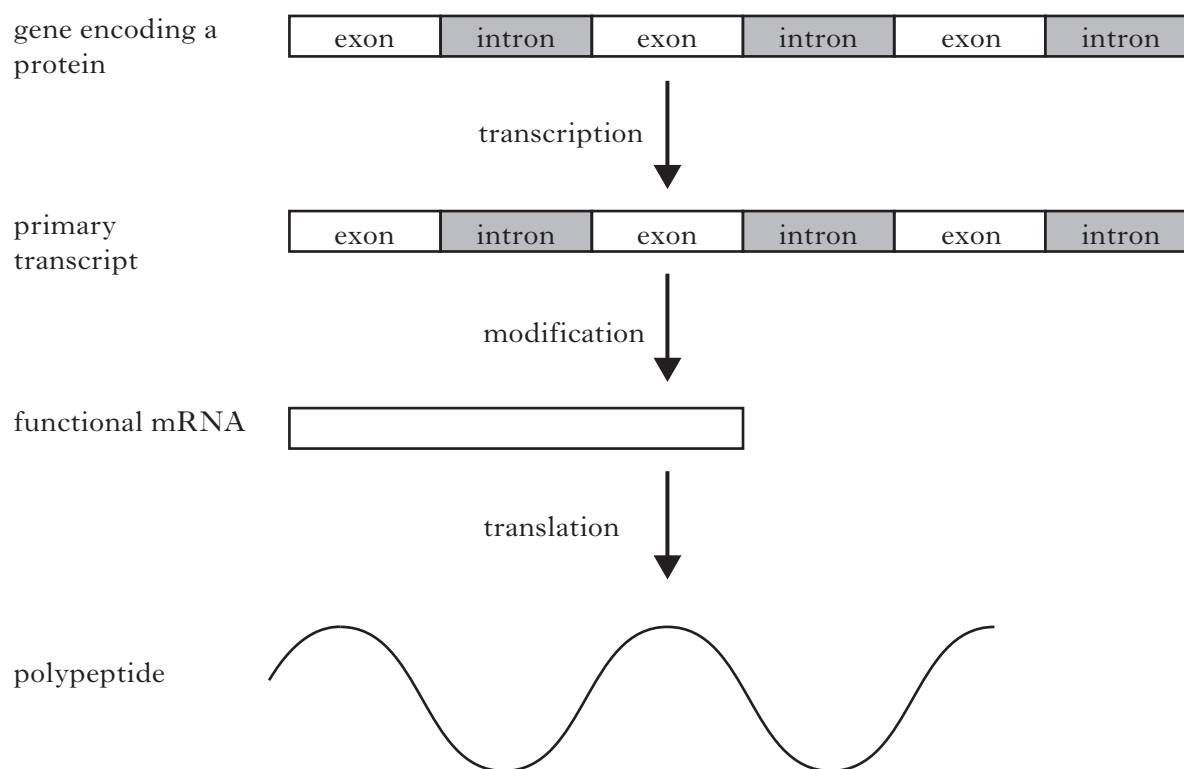 gene encoding a
protein
exon intron exon intron exon intron
transcription
primary
transcript
exon intron exon intron exon intron
modification
functional mRNA
translation
polypeptide